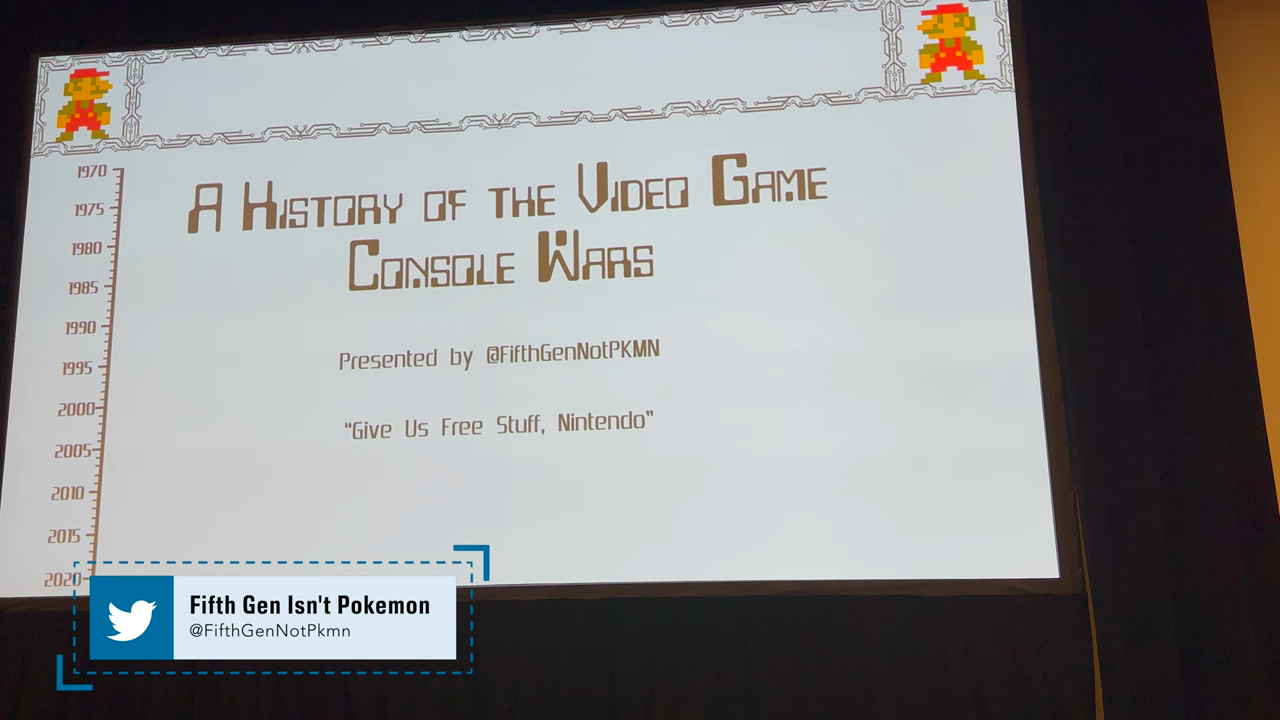 A History of the Video Game
Console Wars
Presented by @FifthGenNotPKMN
"Give Us Free Stuff, Nintendo"
1970
1975
1980
1985
1990
1995
2000
2005
2010
2015
2020
Fifth Gen Isn't Pokemon
@FifthGenNotPkmn